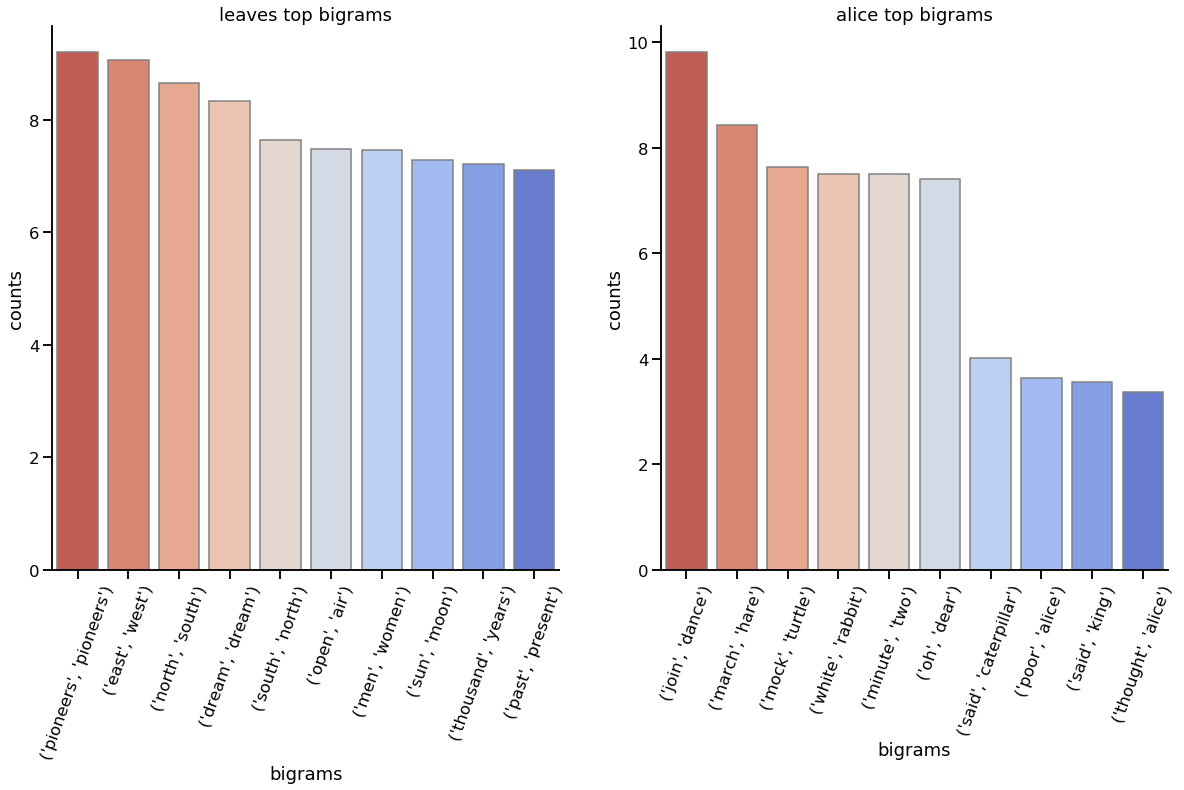 leaves top bigrams
counts
8
6
4
2
0
('pioneers', 'pioneers')
('east', 'west')
('north', 'south')
('dream', 'dream')
('south', 'north')
('open', 'air')
('men', 'women')
('sun', 'moon')
('thousand', 'years')
('past', 'present')
bigrams
alice top bigrams
counts
10
8
6
4
2
0
('join', 'dance')
('march', 'hare')
('mock', 'turtle')
('white', 'rabbit')
('minute', 'two')
('oh', 'dear')
('said', 'caterpillar')
('poor', 'alice')
('said', 'king')
('thought', 'alice')
bigrams